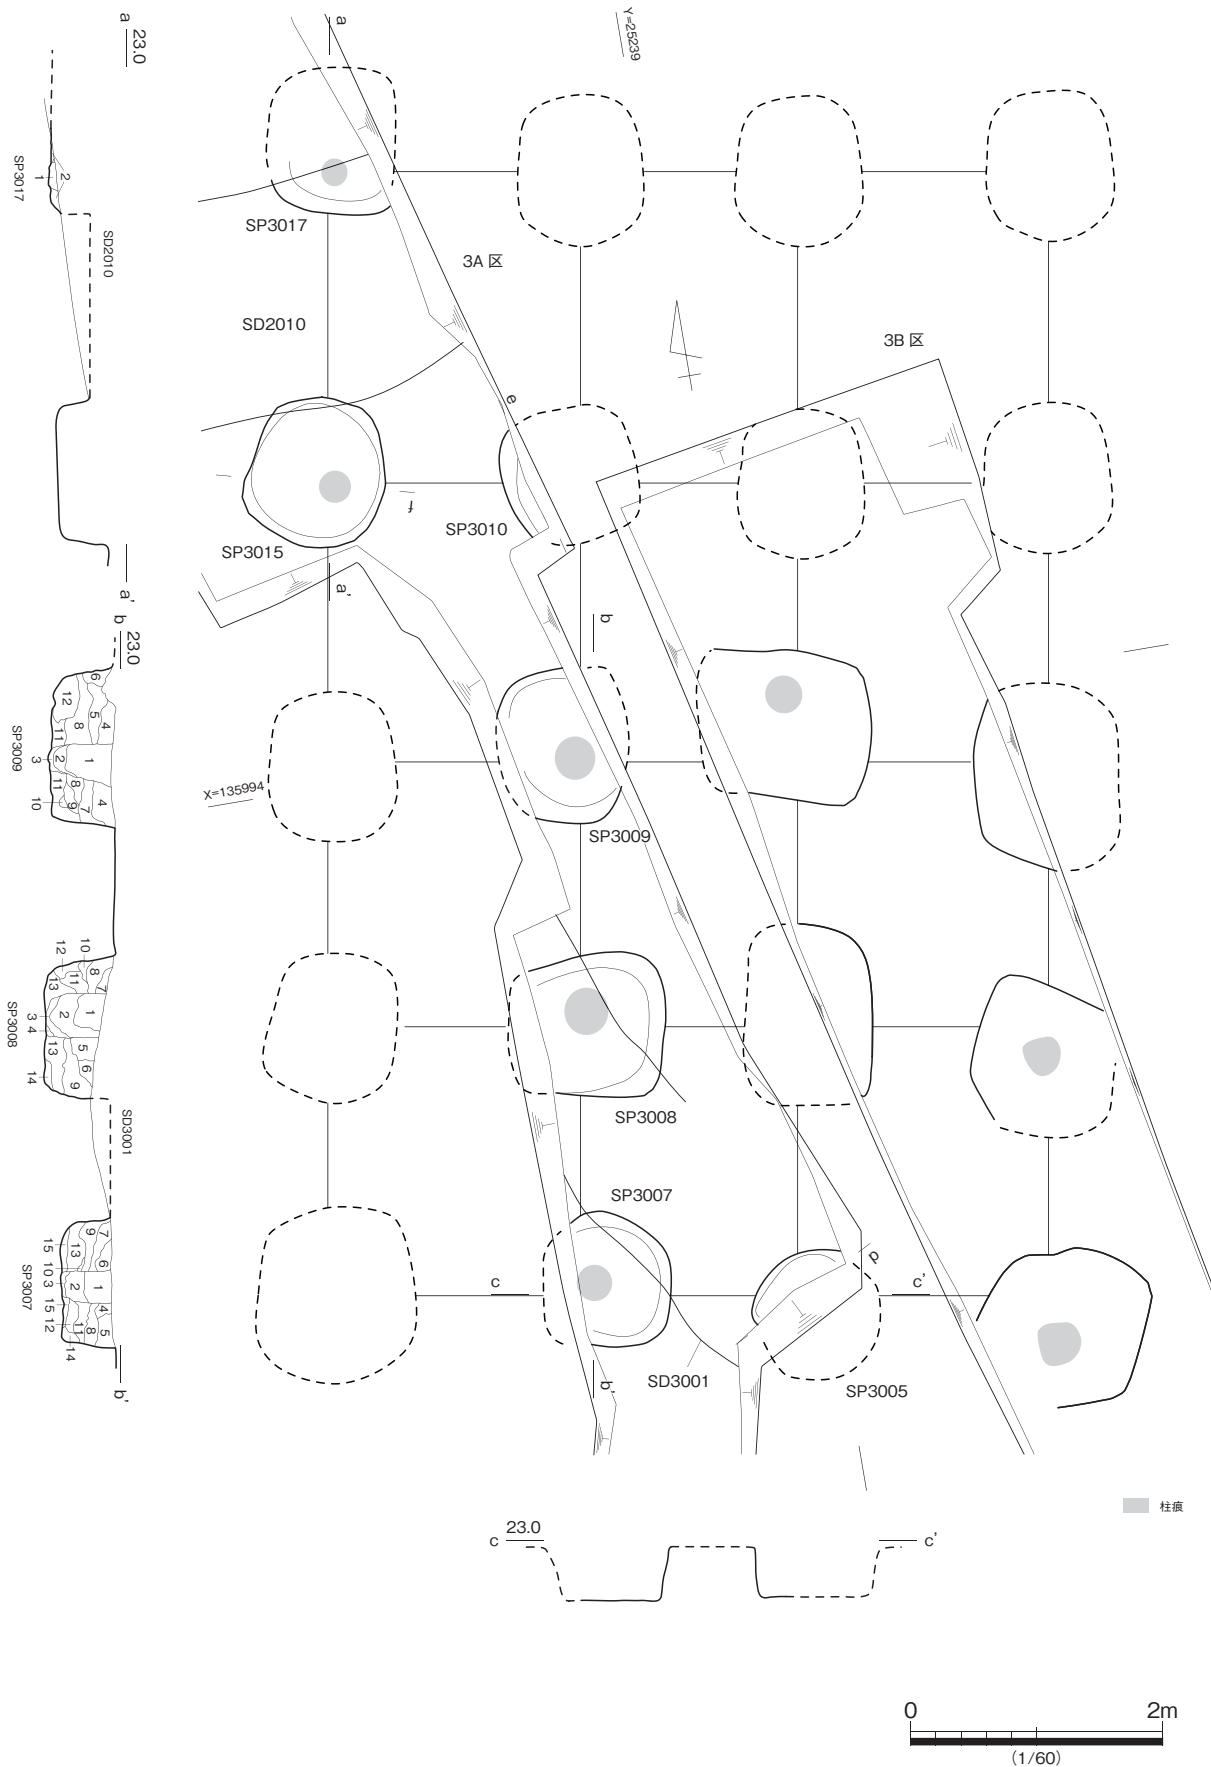 a
23.0
SP3017
1
2
SD2010
a'
b
23.0
6
12
5
4
8
11
1
2
3
SP3009
11
8
4
9
7
10
12
10
8
7
11
13
1
2
3
4
SP3008
13
5
6
9
14
SD3001
7
9
6
13
15
10
3
2
1
SP3007
15
12
4
5
8
11
14
b'
a
Y=25239
SP3017
3A 区
SD2010
3B 区
e
f
SP3010
SP3015
a'
b
X=135994
SP3009
SP3008
SP3007
p
c
c'
SD3001
b'
SP3005
柱痕
c
23.0
c'
0
2m
(1/60)